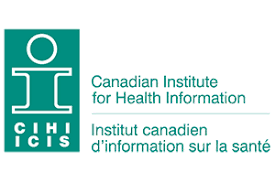 CIHI
ICIS
Canadian Institute
for Health Information
Institut canadien
d'information sur la santé